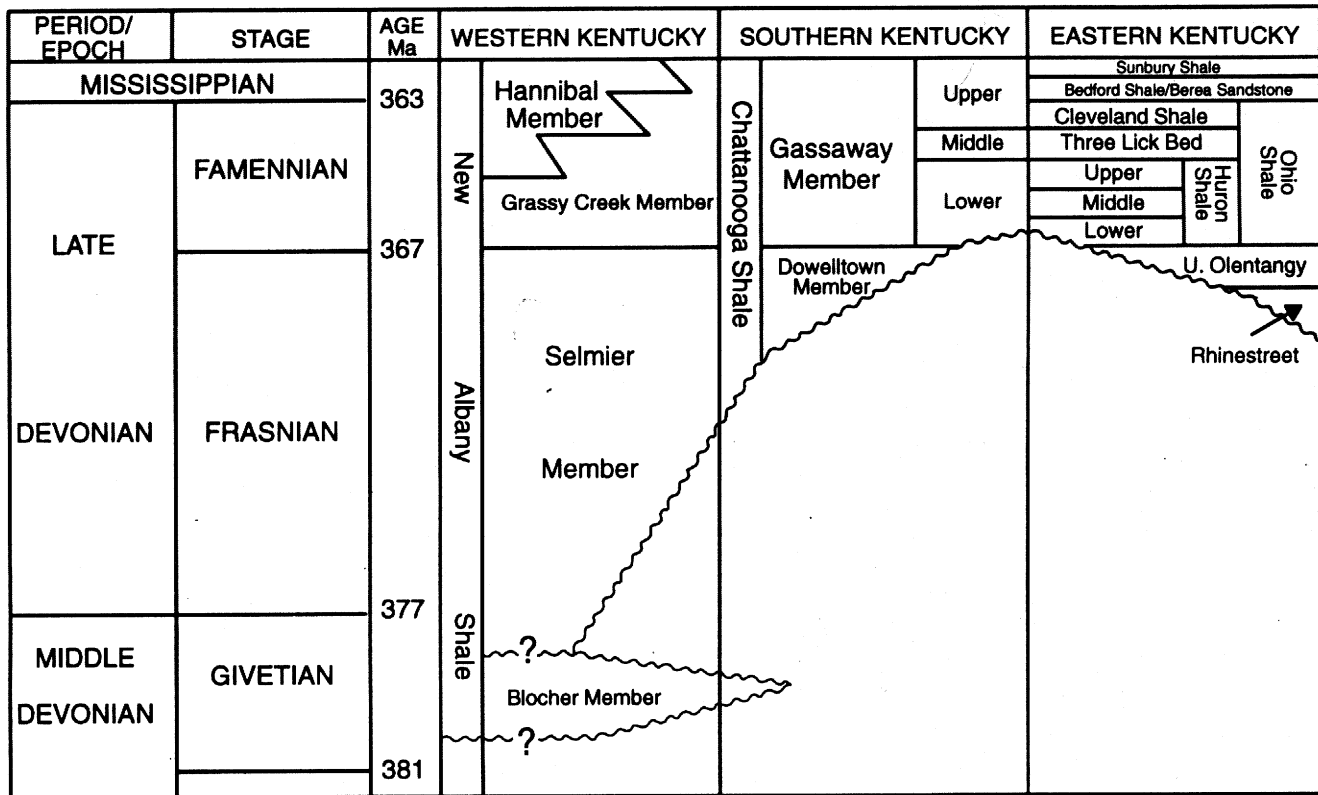 PERIOD/
EPOCH
STAGE
AGE
Ma
WESTERN KENTUCKY
SOUTHERN KENTUCKY
EASTERN KENTUCKY
MISSISSIPPIAN
363
LATE
DEVONIAN
FAMENNIAN
367
FRASNIAN
377
MIDDLE
DEVONIAN
GIVETIAN
381
New
Albany
Shale
Hannibal
Member
Grassy Creek Member
Selmier
Member
?
Blocher Member
?
Chattanooga Shale
Gassaway
Member
Upper
Middle
Lower
Dowelltown
Member
Sunbury Shale
Bedford Shale/Berea Sandstone
Cleveland Shale
Three Lick Bed
Upper
Middle
Lower
Huron
Shale
Ohio
Shale
U. Olentangy
Rhinestreet